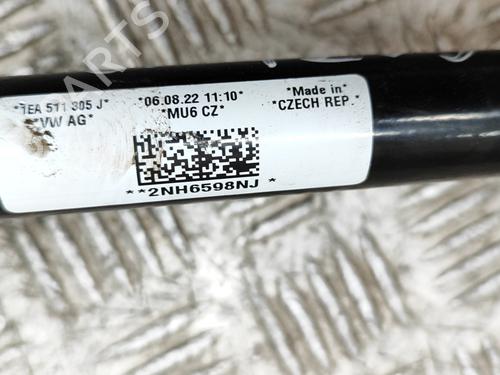 *1EA 511 305 J* *06.08.22 11:10* *Made in*
*VW AG* *MU6 CZ* *CZECH REP.*
**2NH6598NJ *